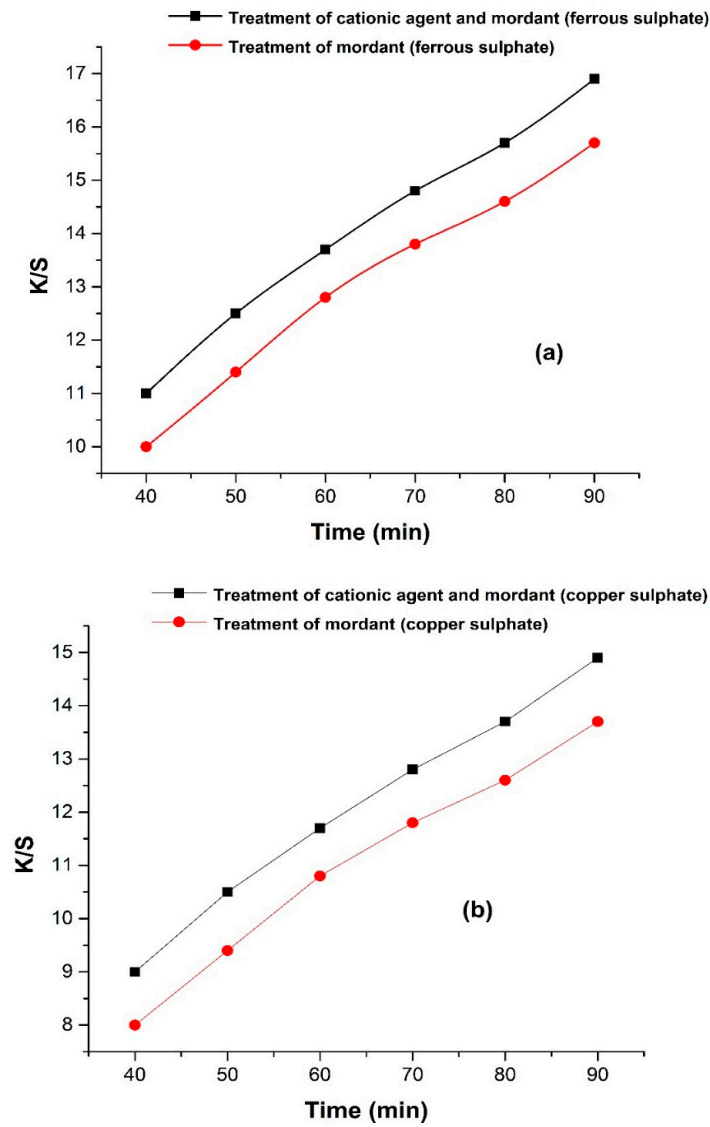 Treatment of cationic agent and mordant (ferrous sulphate)
Treatment of mordant (ferrous sulphate)
17
16
15
14
13
12
11
10
K/S
(a)
40 50 60 70 80 90
Time (min)
Treatment of cationic agent and mordant (copper sulphate)
Treatment of mordant (copper sulphate)
15
14
13
12
11
10
9
8
K/S
(b)
40 50 60 70 80 90
Time (min)